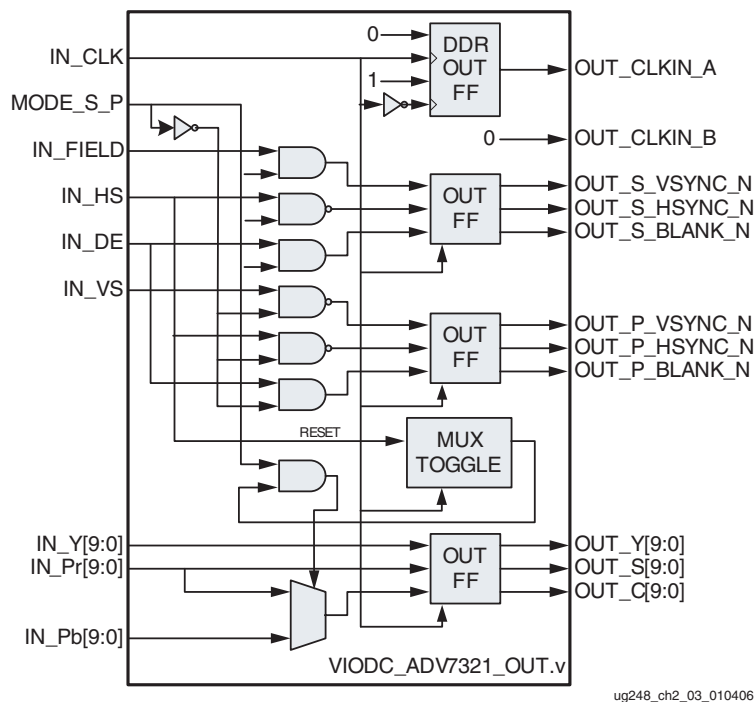 IN_CLK
MODE_S_P
IN_FIELD
IN_HS
IN_DE
IN_VS
0
1
DDR
OUT
FF
OUT_CLKIN_A
0
OUT_CLKIN_B
OUT
FF
OUT_S_VSYNC_N
OUT_S_HSYNC_N
OUT_S_BLANK_N
OUT
FF
OUT_P_VSYNC_N
OUT_P_HSYNC_N
OUT_P_BLANK_N
RESET
MUX
TOGGLE
IN_Y[9:0]
IN_Pr[9:0]
IN_Pb[9:0]
OUT
FF
OUT_Y[9:0]
OUT_S[9:0]
OUT_C[9:0]
VIODC_ADV7321_OUT.v
ug248_ch2_03_010406